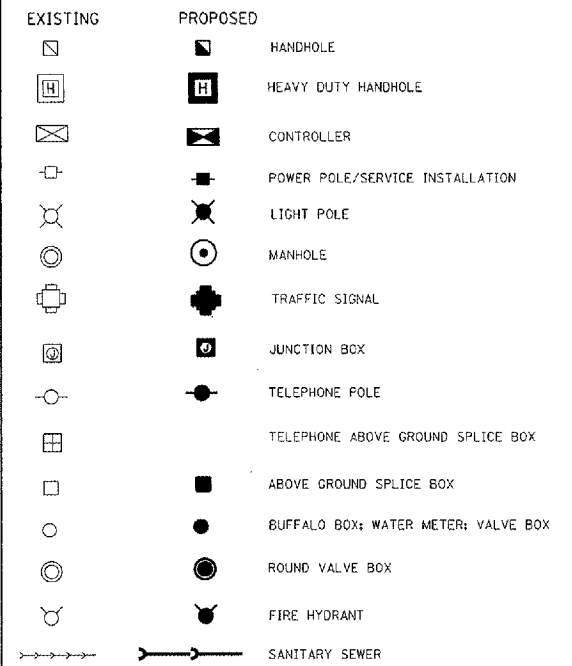 EXISTING PROPOSED
HANDHOLE
H H HEAVY DUTY HANDHOLE
CONTROLLER
POWER POLE/SERVICE INSTALLATION
LIGHT POLE
MANHOLE
TRAFFIC SIGNAL
J J JUNCTION BOX
TELEPHONE POLE
TELEPHONE ABOVE GROUND SPLICE BOX
ABOVE GROUND SPLICE BOX
BUFFALO BOX; WATER METER; VALVE BOX
ROUND VALVE BOX
FIRE HYDRANT
SANITARY SEWER